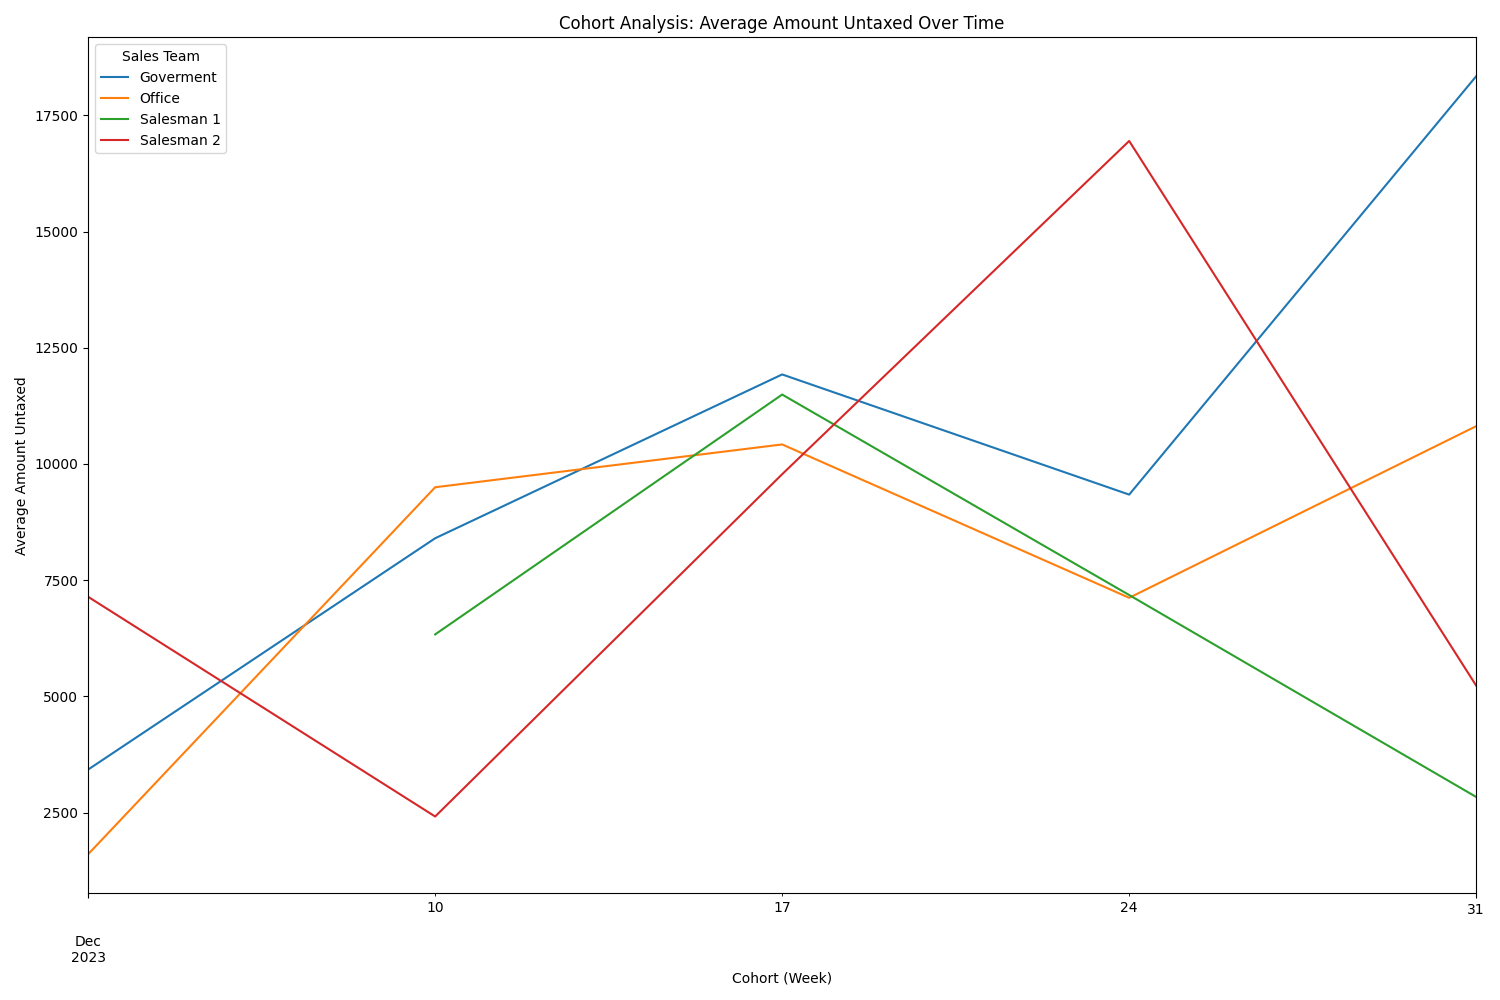 Cohort Analysis: Average Amount Untaxed Over Time
Sales Team
Goverment
Office
Salesman 1
Salesman 2
17500
15000
12500
10000
7500
5000
2500
Average Amount Untaxed
10
17
24
31
Dec
2023
Cohort (Week)